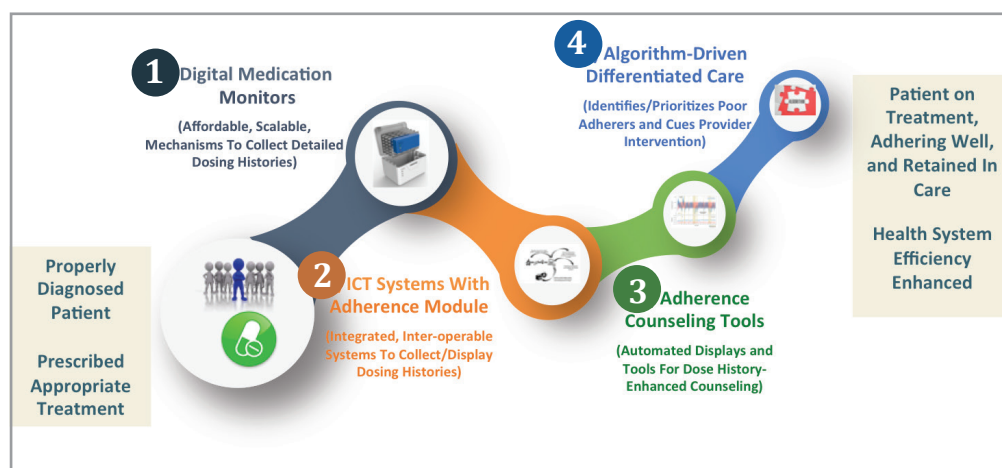 Properly
Diagnosed
Patient
Prescribed
Appropriate
Treatment
1
Digital Medication
Monitors
(Affordable, Scalable,
Mechanisms To Collect Detailed
Dosing Histories)
2
ICT Systems With
Adherence Module
(Integrated, Inter-operable
Systems To Collect/Display
Dosing Histories)
3
Adherence
Counseling Tools
(Automated Displays and
Tools For Dose History-
Enhanced Counseling)
4
Algorithm-Driven
Differentiated Care
(Identifies/Prioritizes Poor
Adherers and Cues Provider
Intervention)
Patient on
Treatment,
Adhering Well,
and Retained In
Care
Health System
Efficiency
Enhanced